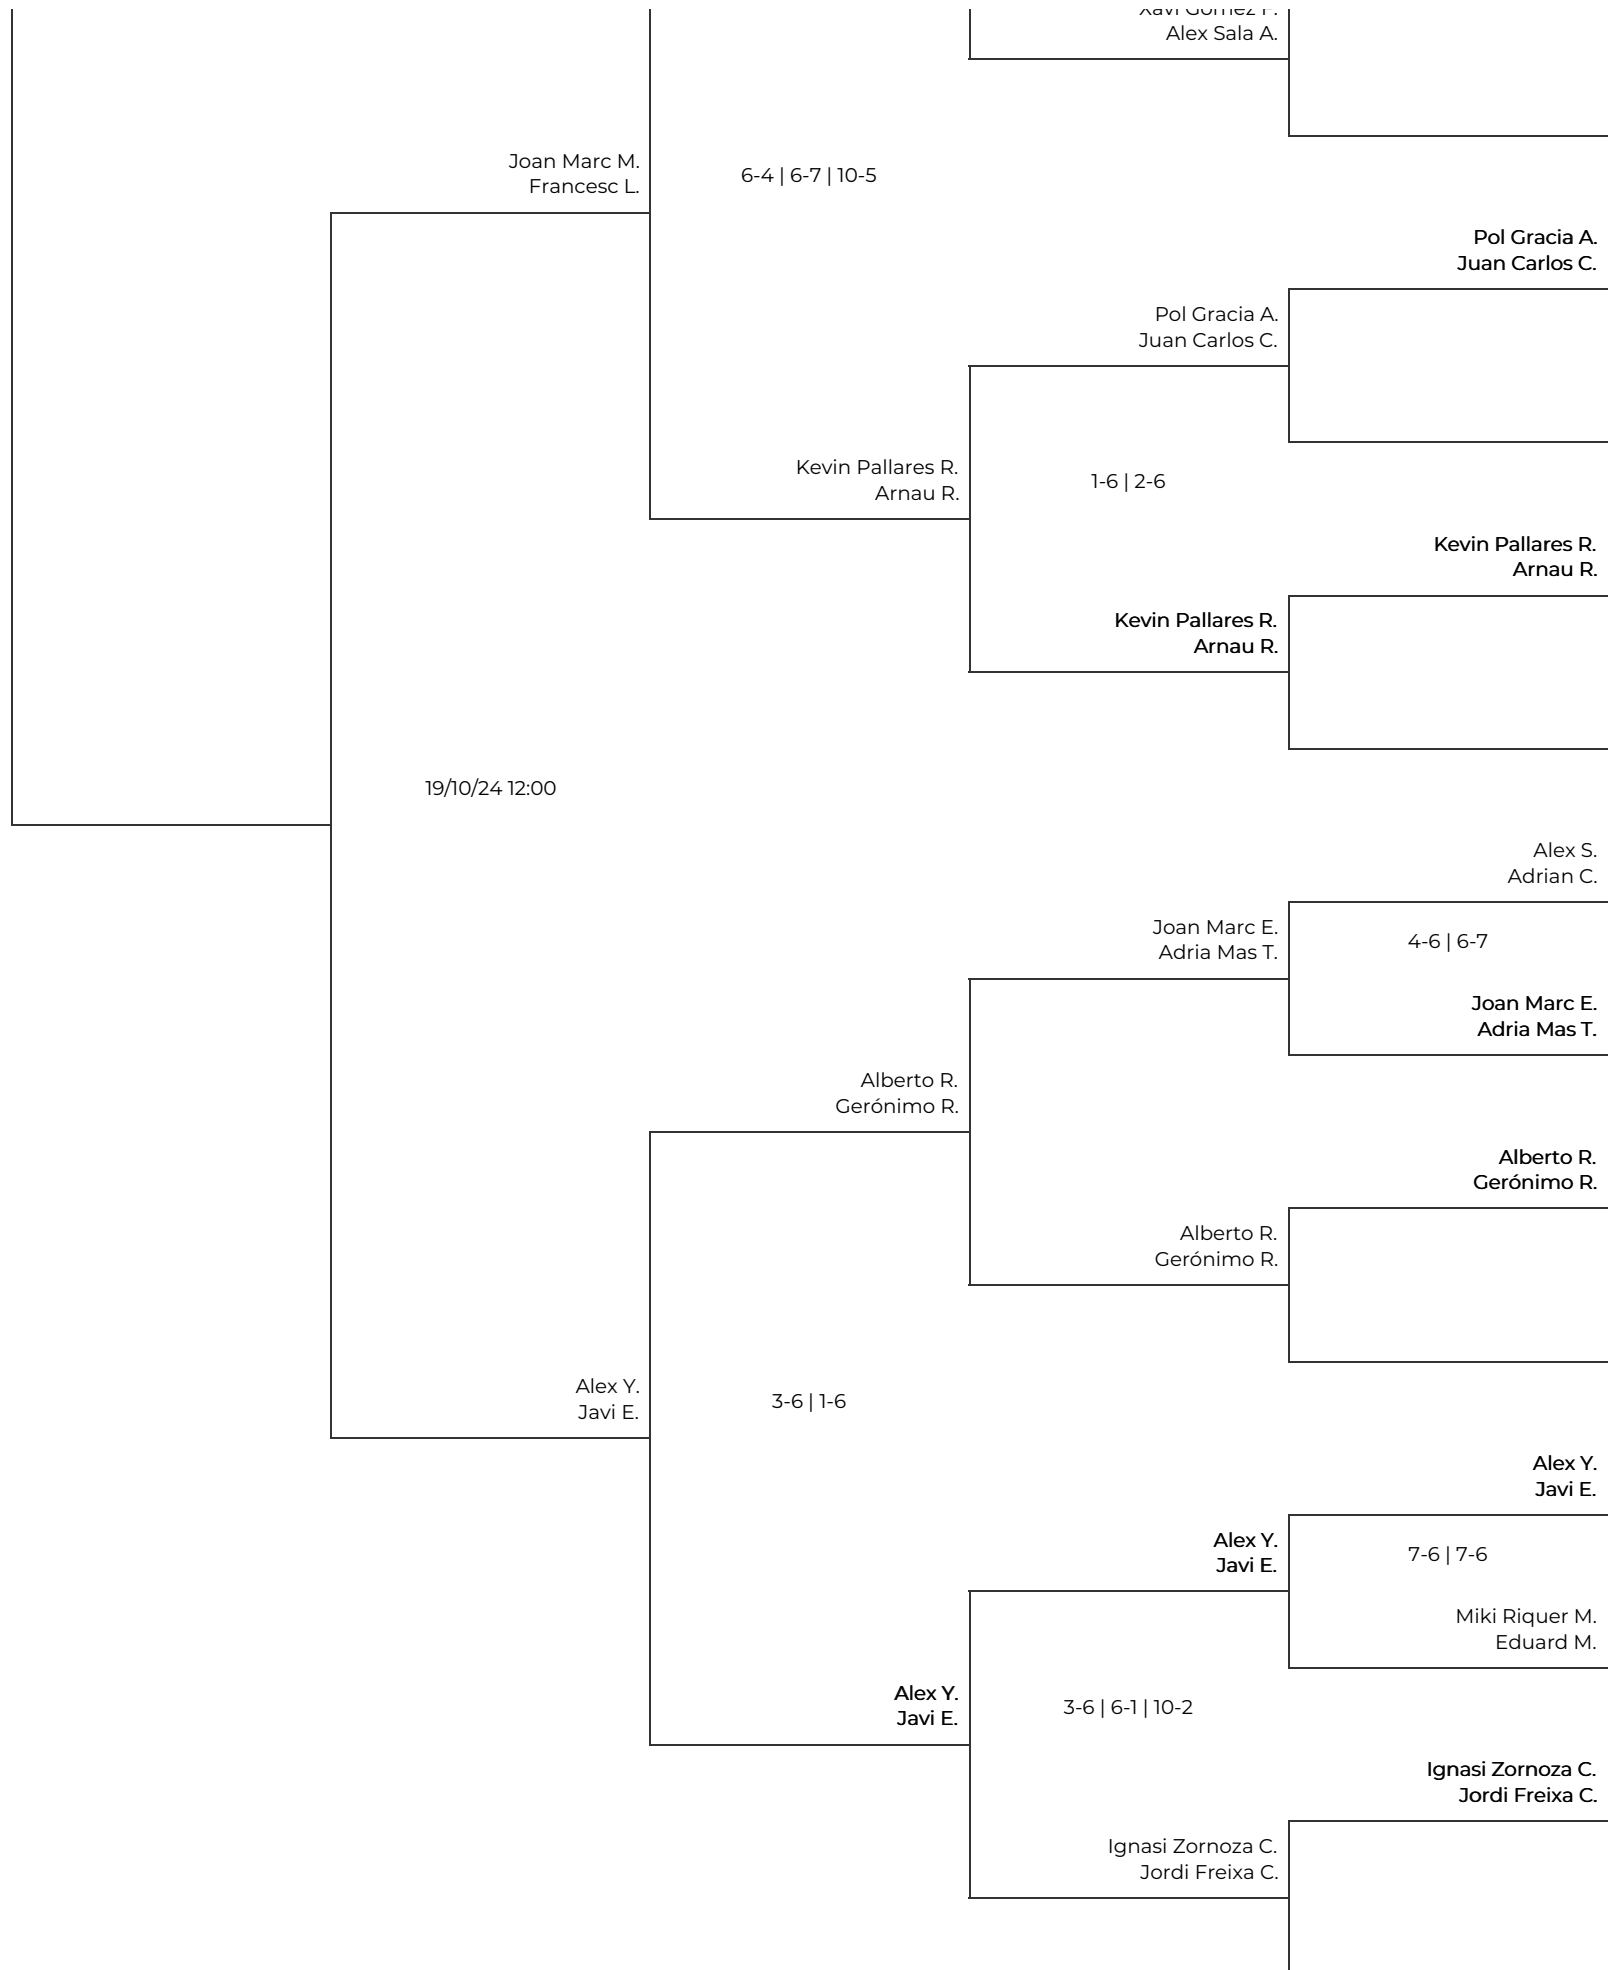 Alex Sala A.
Joan Marc M.
Francesc L.
6-4 | 6-7 | 10-5
Pol Gracia A.
Juan Carlos C.
Pol Gracia A.
Juan Carlos C.
Kevin Pallares R.
Arnau R.
1-6 | 2-6
Kevin Pallares R.
Arnau R.
Kevin Pallares R.
Arnau R.
19/10/24 12:00
Alex S.
Adrian C.
Joan Marc E.
Adria Mas T.
4-6 | 6-7
Joan Marc E.
Adria Mas T.
Alberto R.
Gerónimo R.
Alberto R.
Gerónimo R.
Alberto R.
Gerónimo R.
Alex Y.
Javi E.
3-6 | 1-6
Alex Y.
Javi E.
Alex Y.
Javi E.
7-6 | 7-6
Miki Riquer M.
Eduard M.
Alex Y.
Javi E.
3-6 | 6-1 | 10-2
Ignasi Zornoza C.
Jordi Freixa C.
Ignasi Zornoza C.
Jordi Freixa C.